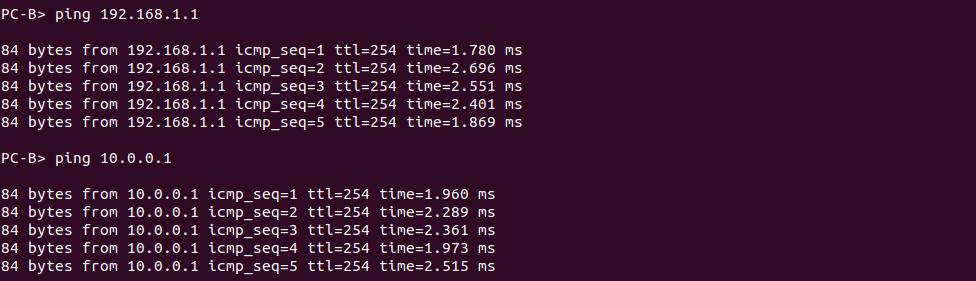 PC-B> ping 192.168.1.1
84 bytes from 192.168.1.1 icmp_seq=1 ttl=254 time=1.780 ms
84 bytes from 192.168.1.1 icmp_seq=2 ttl=254 time=2.696 ms
84 bytes from 192.168.1.1 icmp_seq=3 ttl=254 time=2.551 ms
84 bytes from 192.168.1.1 icmp_seq=4 ttl=254 time=2.401 ms
84 bytes from 192.168.1.1 icmp_seq=5 ttl=254 time=1.869 ms
PC-B> ping 10.0.0.1
84 bytes from 10.0.0.1 icmp_seq=1 ttl=254 time=1.960 ms
84 bytes from 10.0.0.1 icmp_seq=2 ttl=254 time=2.289 ms
84 bytes from 10.0.0.1 icmp_seq=3 ttl=254 time=2.361 ms
84 bytes from 10.0.0.1 icmp_seq=4 ttl=254 time=1.973 ms
84 bytes from 10.0.0.1 icmp_seq=5 ttl=254 time=2.515 ms